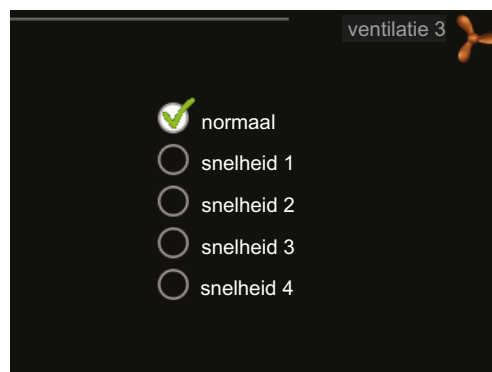 ventilatie 3
normaal
snelheid 1
snelheid 2
snelheid 3
snelheid 4